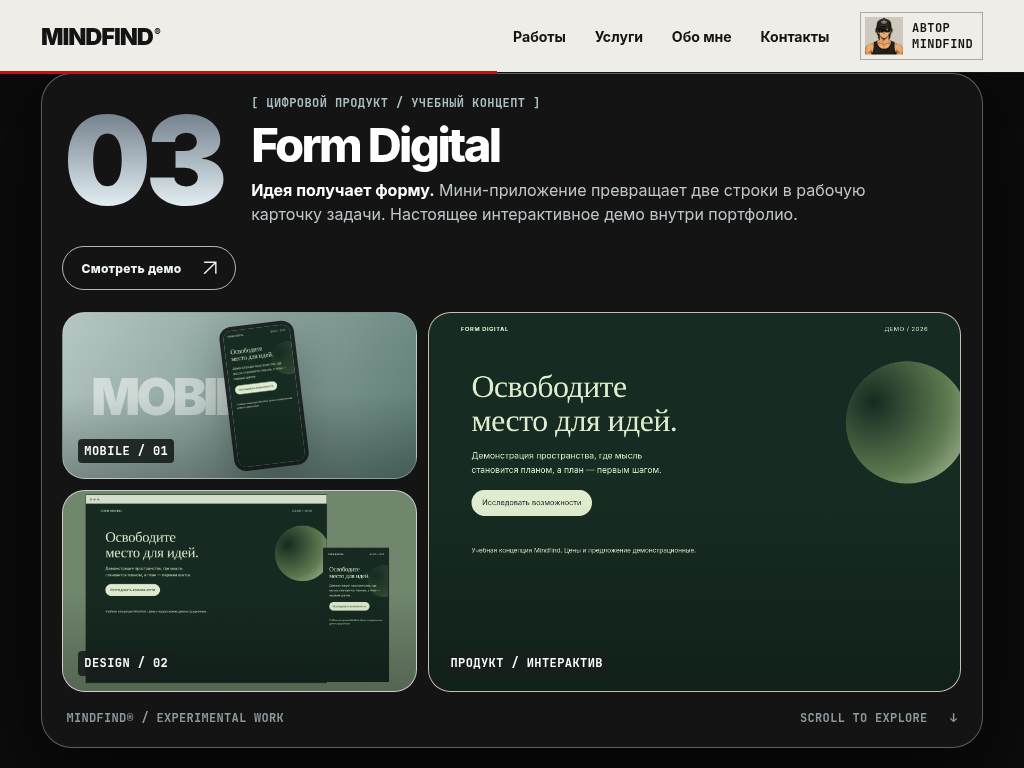 MINDFIND®
Работы
Услуги
Обо мне
Контакты
АВТОР
MINDFIND
03
[ ЦИФРОВОЙ ПРОДУКТ / УЧЕБНЫЙ КОНЦЕПТ ]
Form Digital
Идея получает форму. Мини-приложение превращает две строки в рабочую
карточку задачи. Настоящее интерактивное демо внутри портфолио.
Смотреть демо
MOBIL
Освободите
место для идей.
MOBILE / 01
Освободите
место для идей.
Освободите
место для идей.
DESIGN / 02
FORM DIGITAL
ДЕМО / 2026
Освободите
место для идей.
Демонстрация пространства, где мысль
становится планом, а план — первым шагом.
Исследовать возможности
Учебная концепция Mindfind. Цены и предложение демонстрационные.
ПРОДУКТ / ИНТЕРАКТИВ
MINDFIND® / EXPERIMENTAL WORK
SCROLL TO EXPLORE ↓